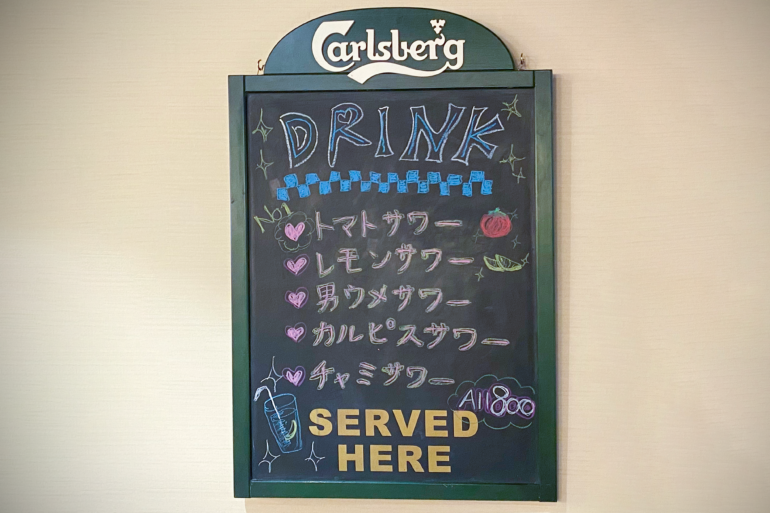 Carlsberg
DRINK
No1
トマトサワー
レモンサワー
男ウメサワー
カルピスサワー
チャミサワー
All 800
SERVED
HERE